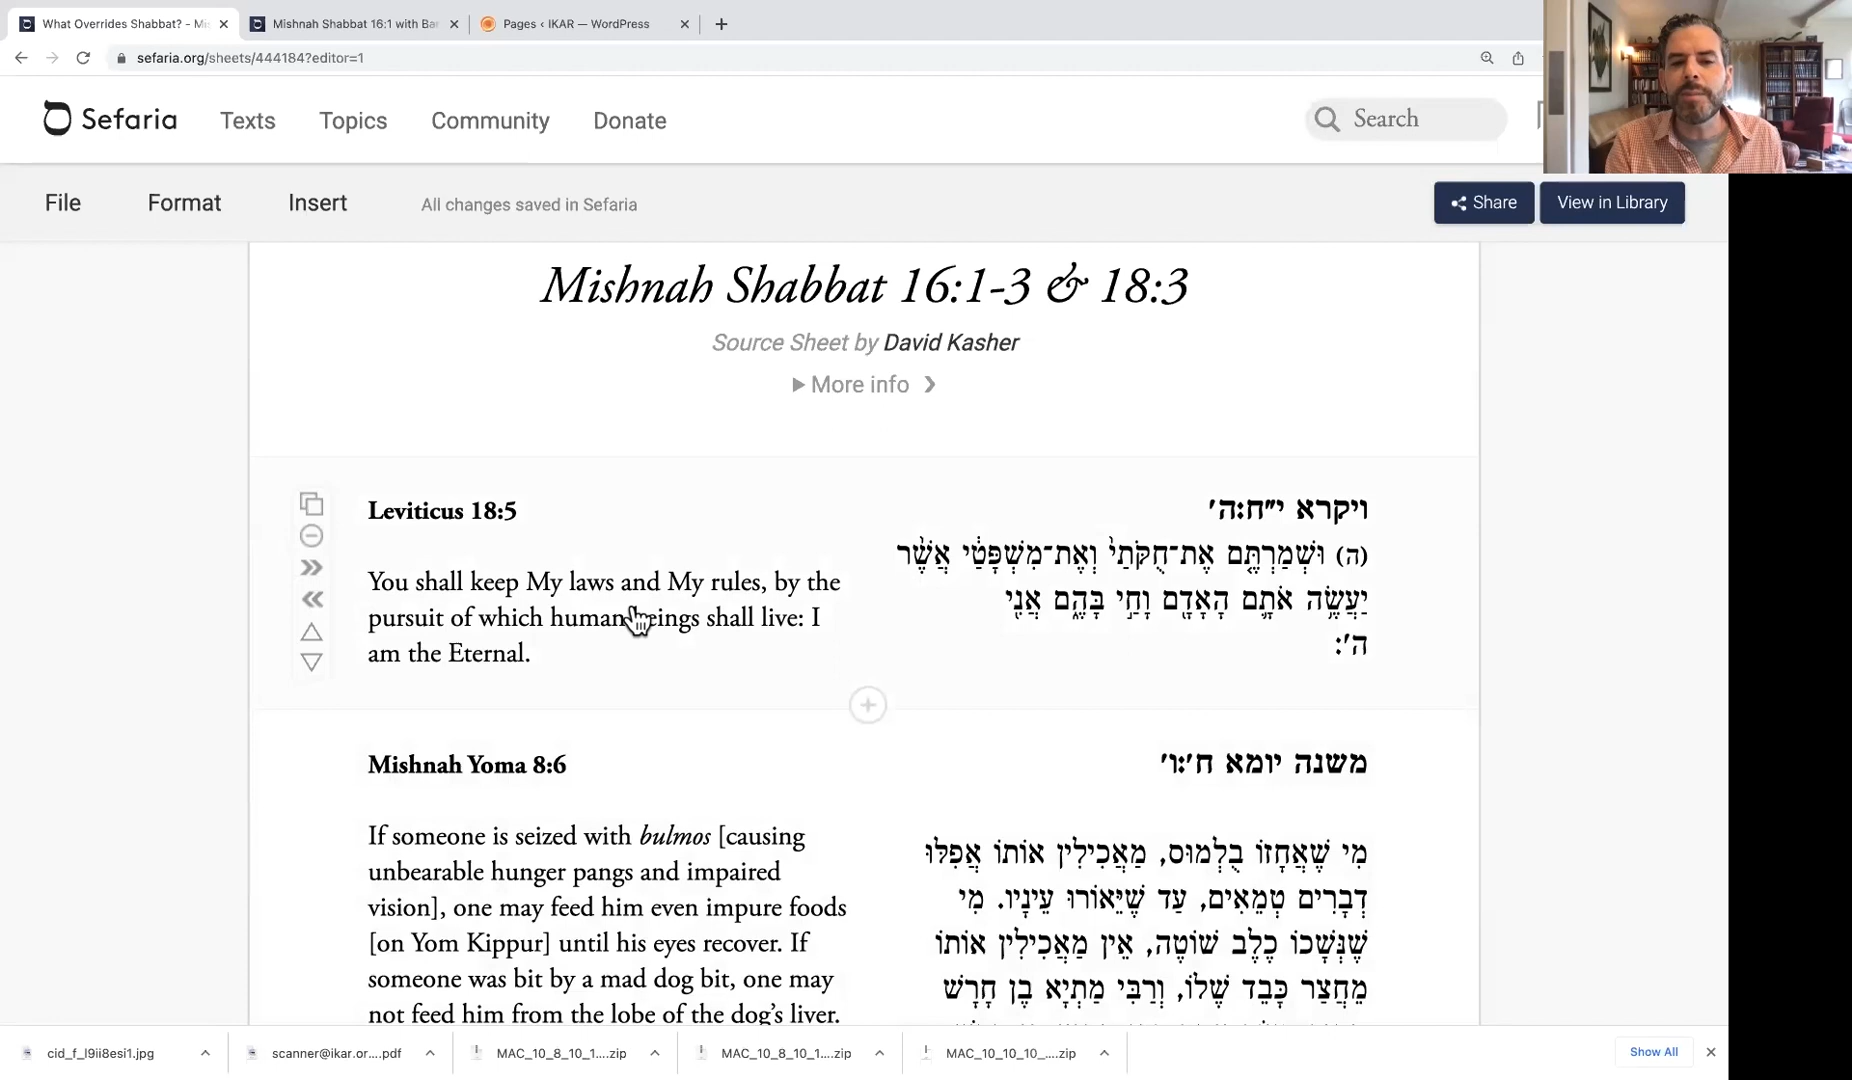 What Overrides Shabbat? - Mis
Mishnah Shabbat 16:1 with Bar
Pages ‹ IKAR — WordPress
sefaria.org/sheets/444184?editor=1
Sefaria
Texts
Topics
Community
Donate
Search
File
Format
Insert
All changes saved in Sefaria
Share
View in Library
Mishnah Shabbat 16:1-3 & 18:3
Source Sheet by David Kasher
More info
Leviticus 18:5
You shall keep My laws and My rules, by the
pursuit of which human eings shall live: I
am the Eternal.
ויקרא י״ח:ה׳
(ה) וּשְׁמַרְתֶּ֤ם אֶת־חֻקֹּתַי֙ וְאֶת־מִשְׁפָּטַ֔י אֲשֶׁ֨ר
יַעֲשֶׂ֥ה אֹתָ֛ם הָאָדָ֖ם וָחַ֣י בָּהֶ֑ם אֲנִ֖י
ה׳:
Mishnah Yoma 8:6
If someone is seized with bulmos [causing
unbearable hunger pangs and impaired
vision], one may feed him even impure foods
[on Yom Kippur] until his eyes recover. If
someone was bit by a mad dog bit, one may
not feed him from the lobe of the dog’s liver.
משנה יומא ח׳:ו׳
מִי שֶׁאֲחָזוֹ בֻלְמוּס, מַאֲכִילִין אוֹתוֹ אֲפִלּוּ
דְבָרִים טְמֵאִים, עַד שֶׁיֵּאוֹרוּ עֵינָיו. מִי
שֶׁנְּשָׁכוֹ כֶלֶב שׁוֹטֶה, אֵין מַאֲכִילִין אוֹתוֹ
מֵחֲצַר כָּבֵד שֶׁלּוֹ, וְרַבִּי מַתְיָא בֶן חָרָשׁ
cid_f_l9ii8esi1.jpg
scanner@ikar.or....pdf
MAC_10_8_10_1....zip
MAC_10_8_10_1....zip
MAC_10_10_10_....zip
Show All